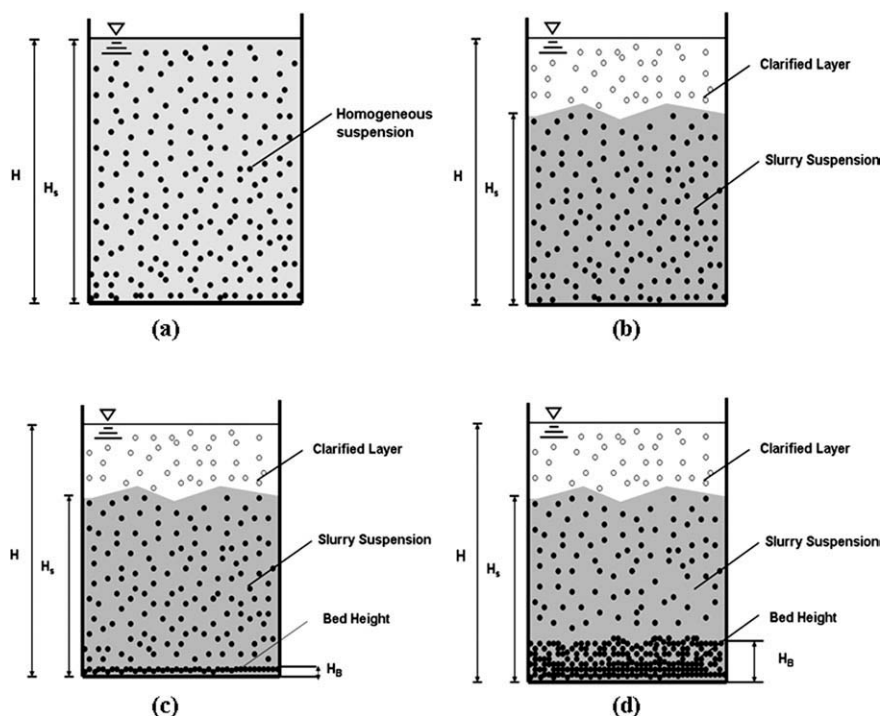 H
Hs
Homogeneous
suspension
(a)
H
Hs
Clarified Layer
Slurry Suspension
(b)
H
Hs
Clarified Layer
Slurry Suspension
Bed Height
HB
(c)
H
Hs
Clarified Layer
Slurry Suspension
Bed Height
HB
(d)